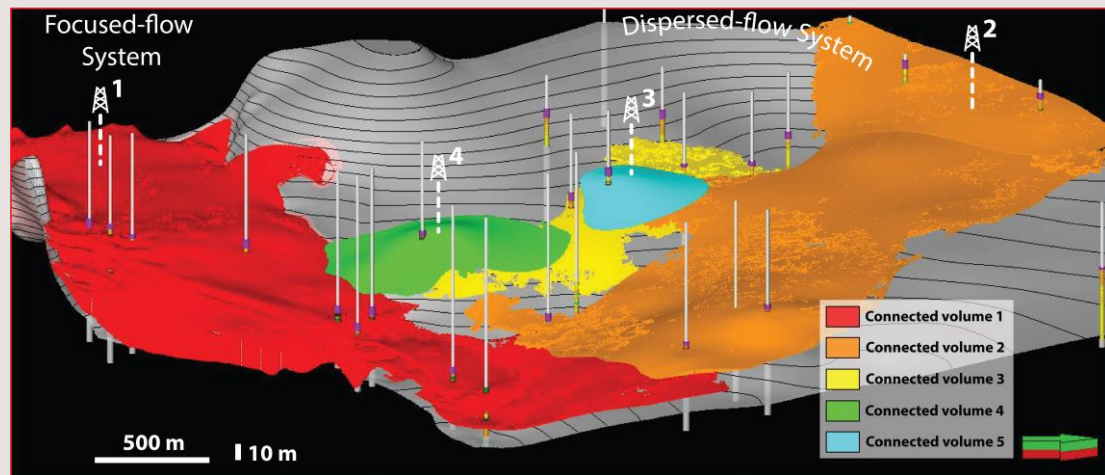 Focused-flow
System
Dispersed-flow System
1
2
3
4
Connected volume 1
Connected volume 2
Connected volume 3
Connected volume 4
Connected volume 5
500 m
10 m